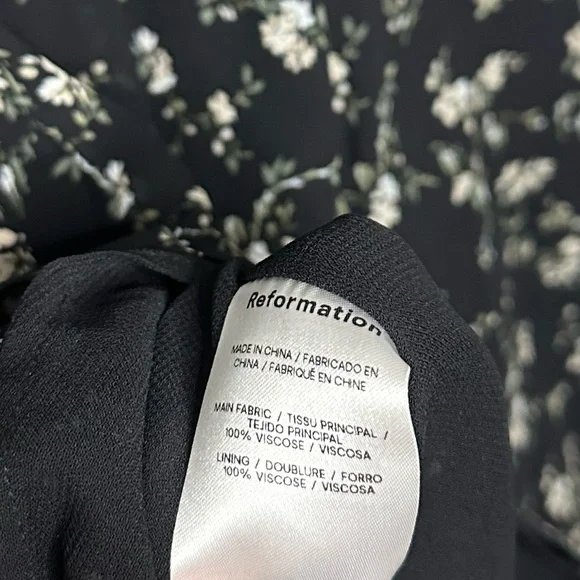 Reformation
MADE IN CHINA / FABRICADO EN
CHINA / FABRIQUÉ EN CHINE
MAIN FABRIC / TISSU PRINCIPAL /
TEJIDO PRINCIPAL
100% VISCOSE / VISCOSA
LINING / DOUBLURE / FORRO
100% VISCOSE / VISCOSA